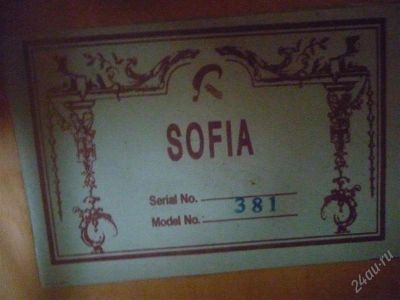 SOFIA
Serial No. 381
Model No.
24au.ru